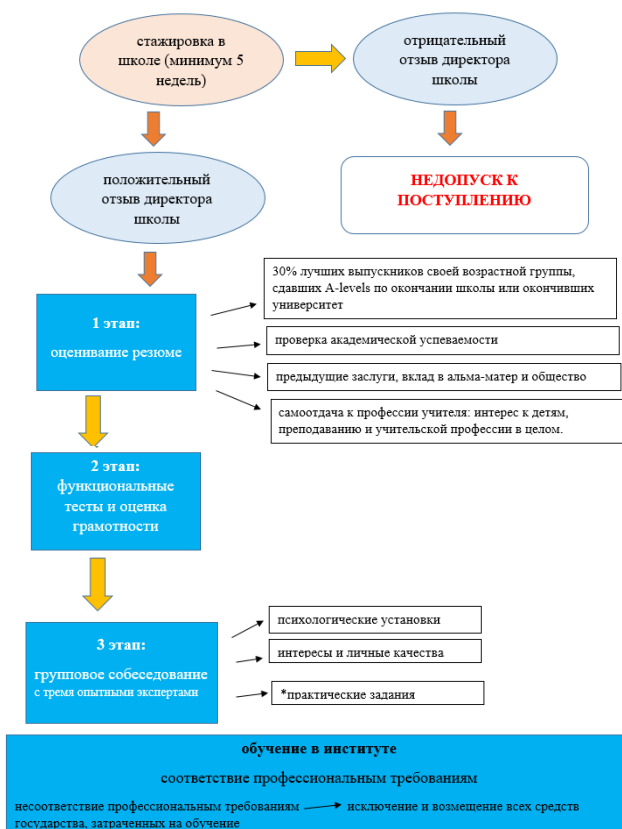 стажировка в
школе (минимум 5
недель)
отрицательный
отзыв директора
школы
положительный
отзыв директора
школы
НЕДОПУСК К
ПОСТУПЛЕНИЮ
1 этап:
оценивание резюме
30% лучших выпускников своей возрастной группы,
сдавших A-levels по окончании школы или окончивших
университет
проверка академической успеваемости
предыдущие заслуги, вклад в альма-матер и общество
самоотдача к профессии учителя: интерес к детям,
преподаванию и учительской профессии в целом.
2 этап:
функциональные
тесты и оценка
грамотности
3 этап:
групповое собеседование
с тремя опытными экспертами
психологические установки
интересы и личные качества
*практические задания
обучение в институте
соответствие профессиональным требованиям
несоответствие профессиональным требованиям исключение и возмещение всех средств
государства, затраченных на обучение